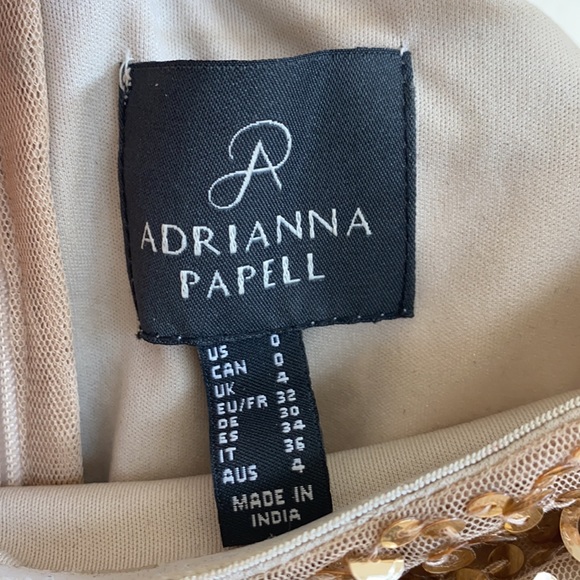 ADRIANNA
PAPELL
US 0
CAN 0
UK 4
EU/FR 32
DE 30
ES 34
IT 36
AUS 4
MADE IN
INDIA